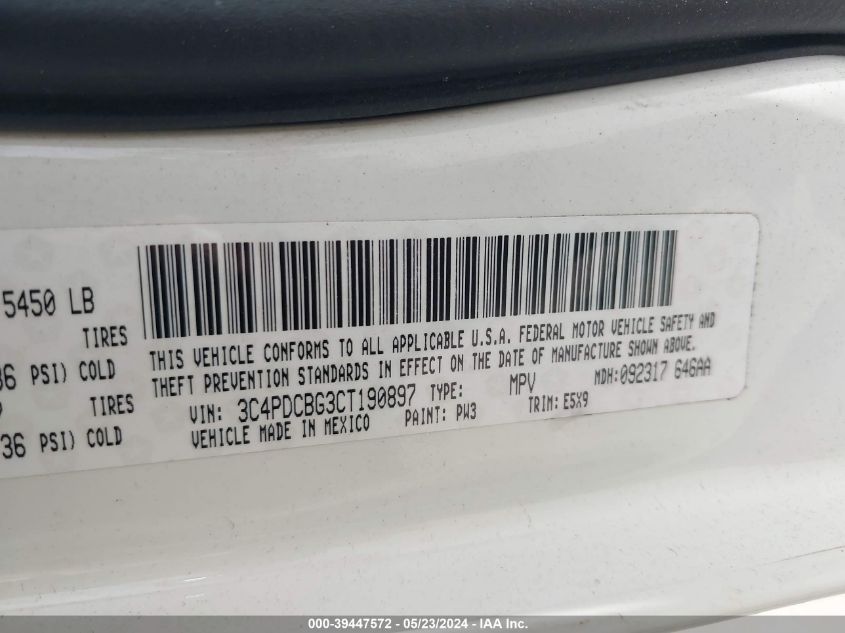 5450 LB
TIRES
36 PSI) COLD
TIRES
36 PSI) COLD
THIS VEHICLE CONFORMS TO ALL APPLICABLE U.S.A. FEDERAL MOTOR VEHICLE SAFETY AND
THEFT PREVENTION STANDARDS IN EFFECT ON THE DATE OF MANUFACTURE SHOWN ABOVE.
VIN: 3C4PDCBG3CT190897 TYPE: MPV MDH:092317 646AA
VEHICLE MADE IN MEXICO PAINT: PW3 TRIM: E5X9
000-39447572 - 05/23/2024 - IAA Inc.